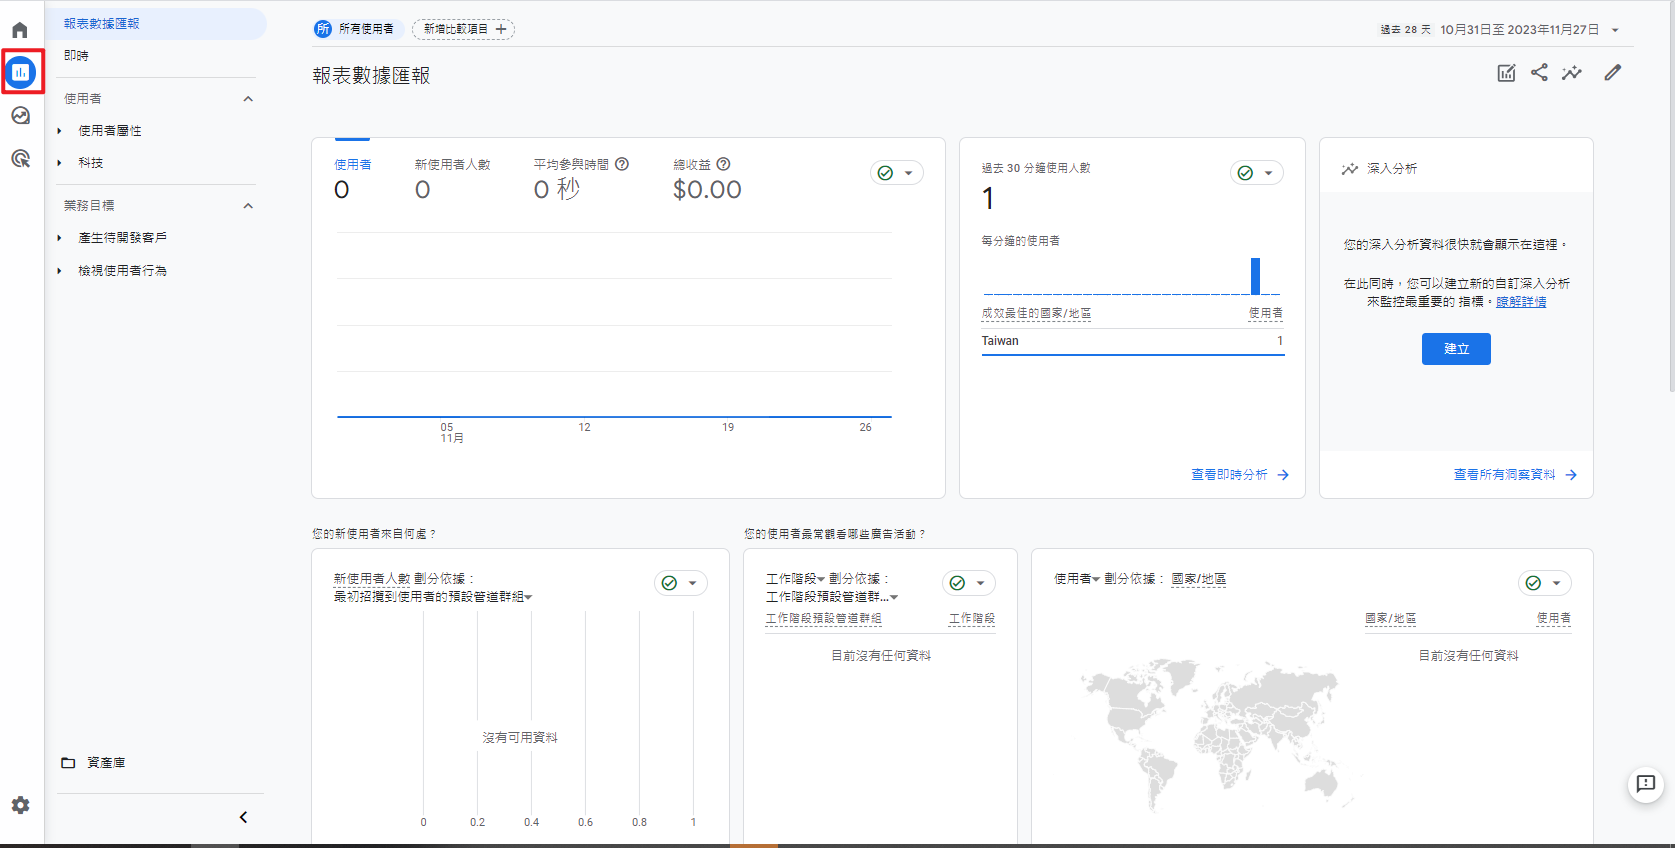 報表數據匯報
即時
使用者
使用者屬性
科技
業務目標
產生待開發客戶
檢視使用者行為
資產庫
所 所有使用者 新增比較項目
過去 28 天 10月31日至 2023年11月27日
報表數據匯報
使用者 新使用者人數 平均參與時間 總收益
0 0 0 秒 $0.00
05 12 19 26
11月
過去 30 分鐘使用人數
1
每分鐘的使用者
成效最佳的國家/地區 使用者
Taiwan 1
查看即時分析
深入分析
您的深入分析資料很快就會顯示在這裡。
在此同時，您可以建立新的自訂深入分析
來監控最重要的 指標。瞭解詳情
建立
查看所有洞察資料
您的新使用者來自何處？
新使用者人數 劃分依據：
最初招攬到使用者的預設管道群組
沒有可用資料
0 0.2 0.4 0.6 0.8 1
您的使用者最常觀看哪些廣告活動？
工作階段 劃分依據：
工作階段預設管道群...
工作階段預設管道群組 工作階段
目前沒有任何資料
使用者 劃分依據： 國家/地區
國家/地區 使用者
目前沒有任何資料